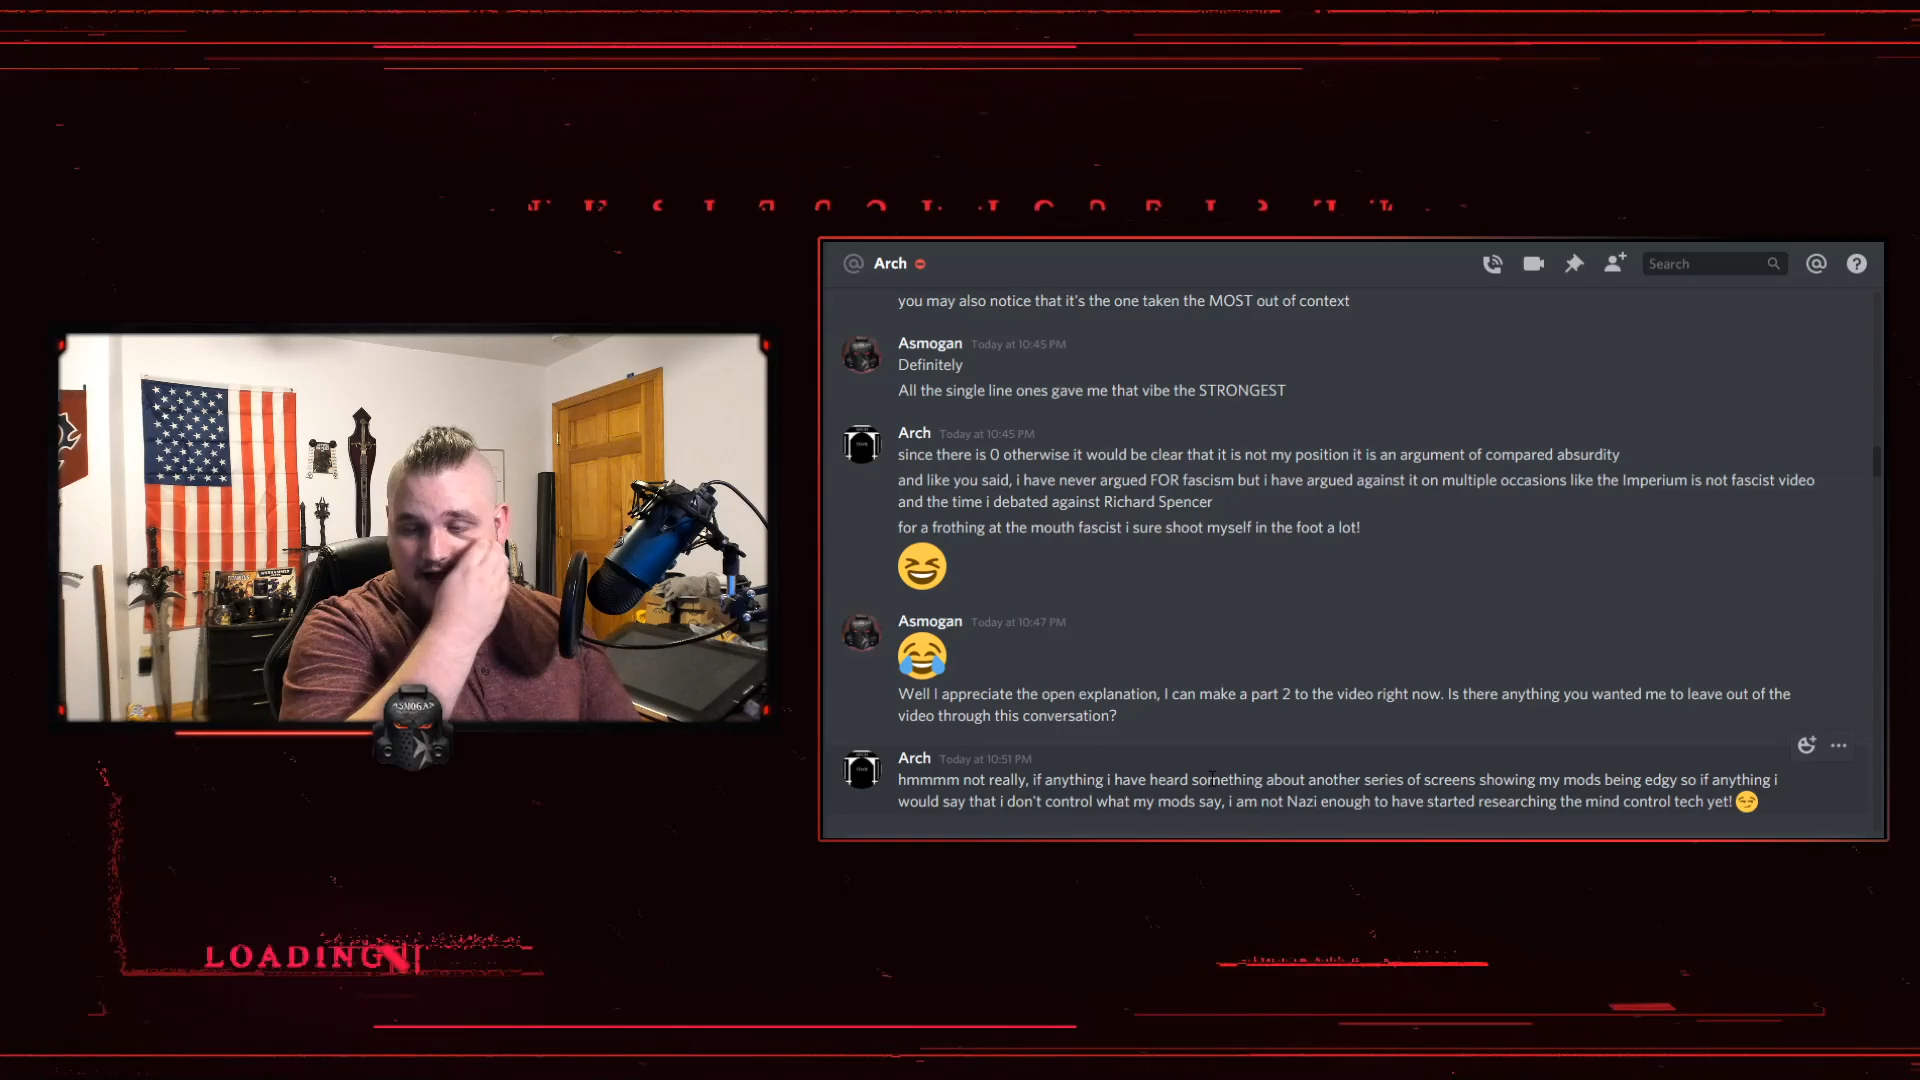 Arch
Search
you may also notice that it's the one taken the MOST out of context
Asmogan Today at 10:45 PM
Definitely
All the single line ones gave me that vibe the STRONGEST
Arch Today at 10:45 PM
since there is 0 otherwise it would be clear that it is not my position it is an argument of compared absurdity
and like you said, i have never argued FOR fascism but i have argued against it on multiple occasions like the Imperium is not fascist video
and the time i debated against Richard Spencer
for a frothing at the mouth fascist i sure shoot myself in the foot a lot!
Asmogan Today at 10:47 PM
Well I appreciate the open explanation, I can make a part 2 to the video right now. Is there anything you wanted me to leave out of the
video through this conversation?
Arch Today at 10:51 PM
hmmmm not really, if anything i have heard something about another series of screens showing my mods being edgy so if anything i
would say that i don't control what my mods say, i am not Nazi enough to have started researching the mind control tech yet!
ASMOGAN
LOADING